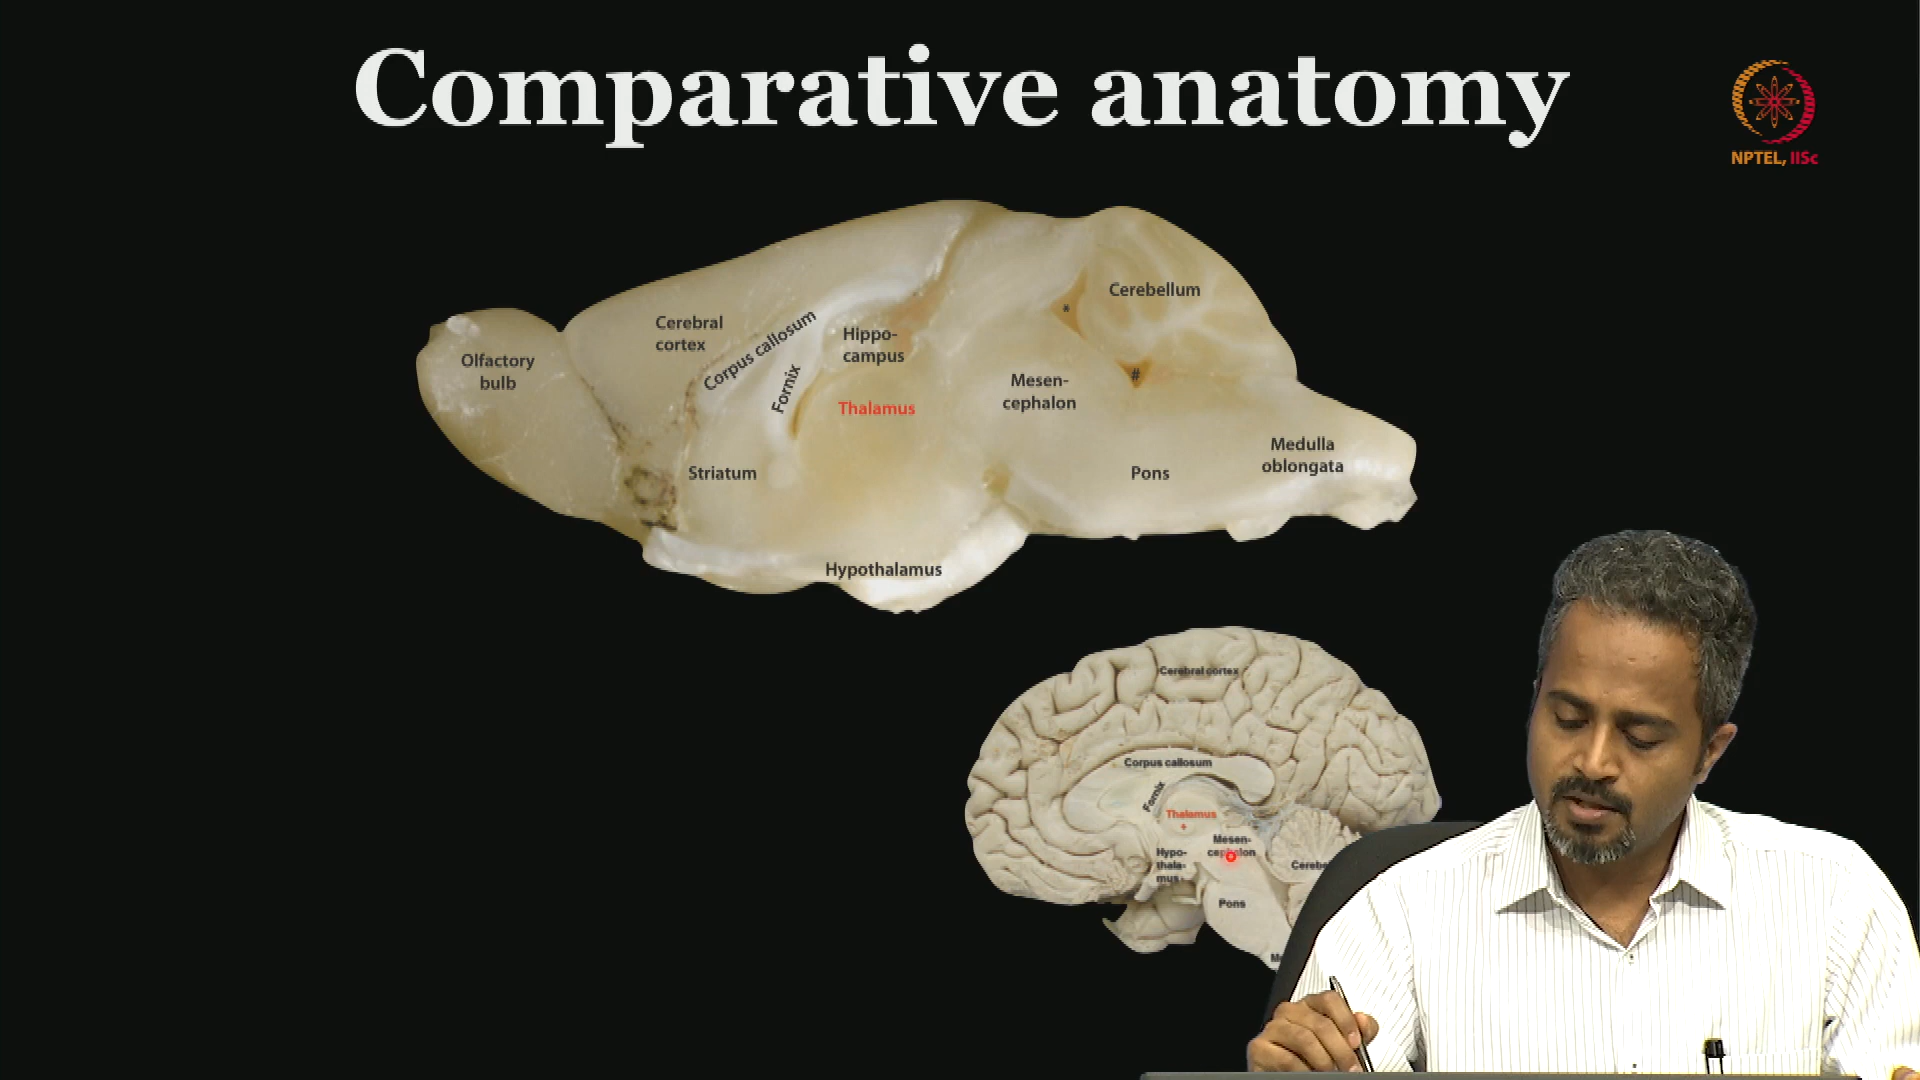 Comparative anatomy
NPTEL, IISc
Olfactory
bulb
Cerebral
cortex
Corpus callosum
Fornix
Hippo-
campus
Thalamus
Striatum
Hypothalamus
Mesen-
cephalon
*
#
Cerebellum
Pons
Medulla
oblongata
Cerebral cortex
Corpus callosum
Fornix
Thalamus
+
Mesen-
cephalon
Hypo-
thala-
mus
Pons